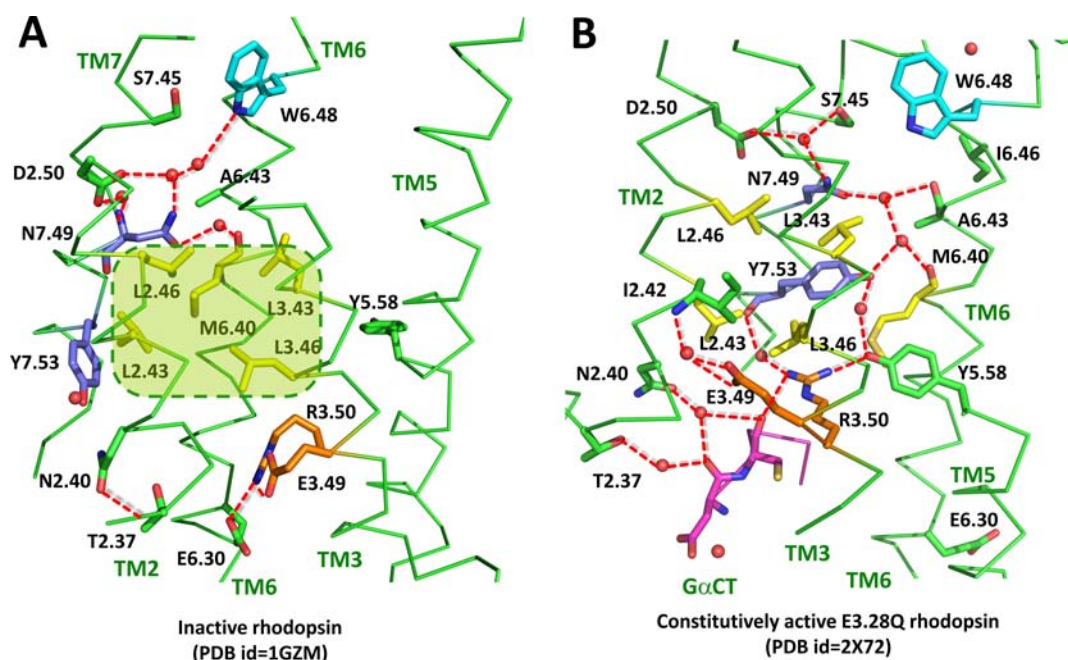 A
TM7
TM6
S7.45
W6.48
D2.50
A6.43
TM5
N7.49
L2.46
L3.43
Y5.58
M6.40
Y7.53
L2.43
L3.46
R3.50
N2.40
E3.49
T2.37
E6.30
TM2
TM6
TM3
Inactive rhodopsin
(PDB id=1GZM)
B
W6.48
S7.45
D2.50
I6.46
N7.49
TM2
L3.43
A6.43
L2.46
Y7.53
M6.40
I2.42
TM6
L2.43
L3.46
N2.40
Y5.58
E3.49
R3.50
T2.37
TM5
E6.30
TM3
TM6
GαCT
Constitutively active E3.28Q rhodopsin
(PDB id=2X72)